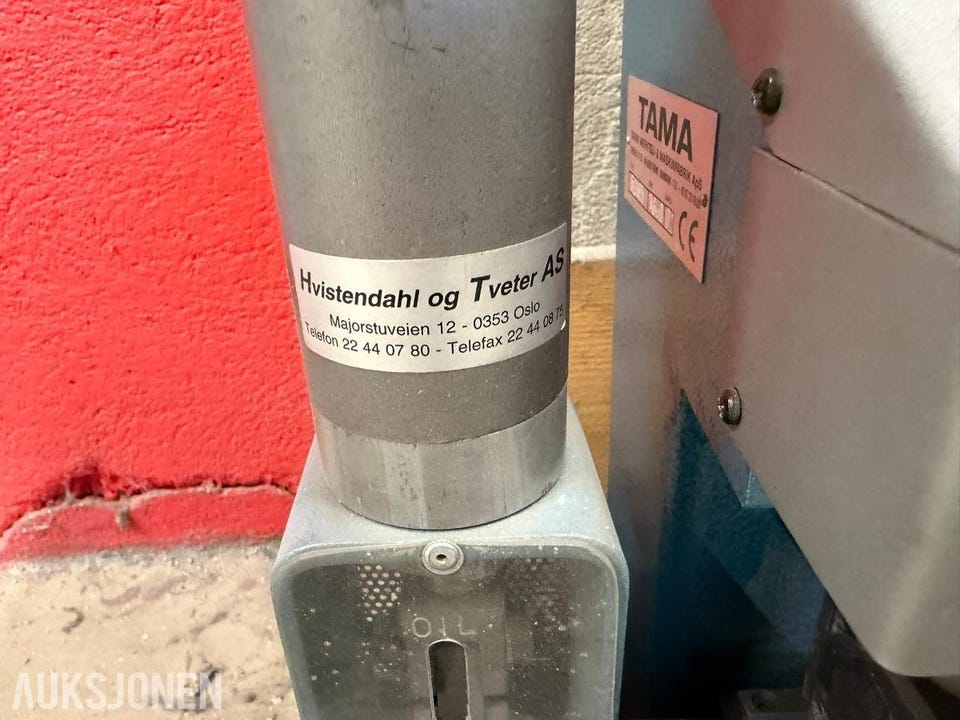 Hvistendahl og Tveter AS
Majorstuveien 12 - 0353 Oslo
Telefon 22 44 07 80 - Telefax 22 44 08 75
TAMA
CE
OIL
AUKSJONEN